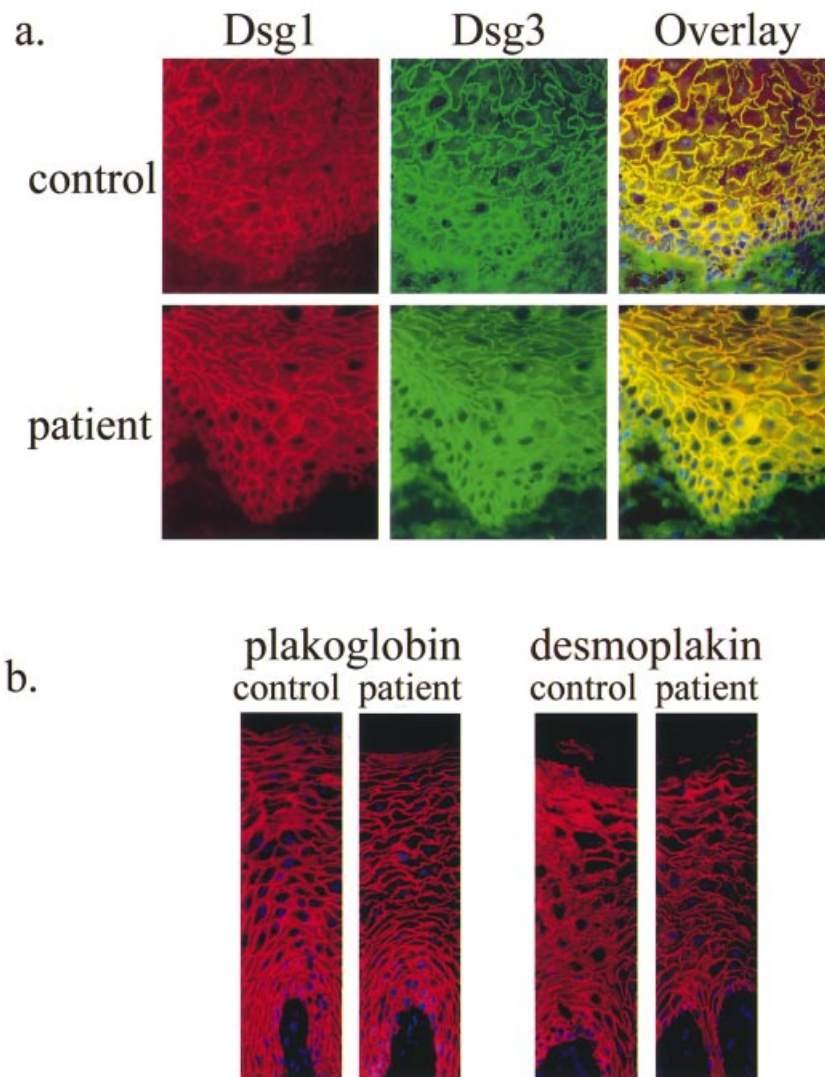 a.
Dsg1 Dsg3 Overlay
control
patient
b.
plakoglobin desmoplakin
control patient control patient